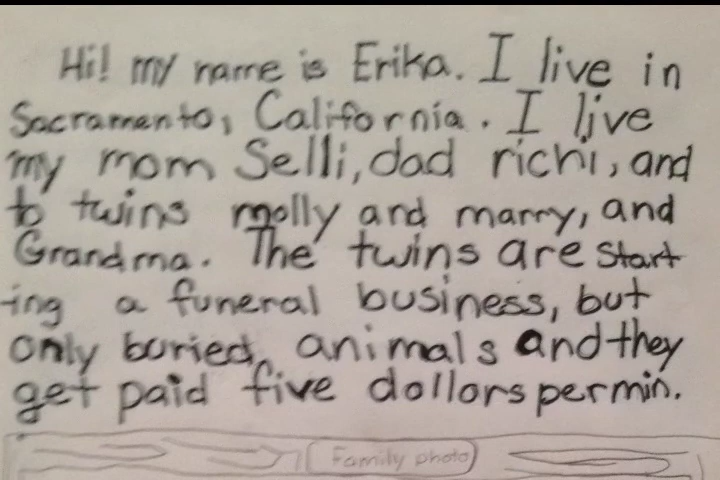 Hi! my name is Erika. I live in
Sacramento, California. I live
my mom Selli, dad richi, and
to twins molly and marry, and
Grandma. The twins are start
ing a funeral business, but
only buried, animals and they
get paid five dollors per min.
Family photo